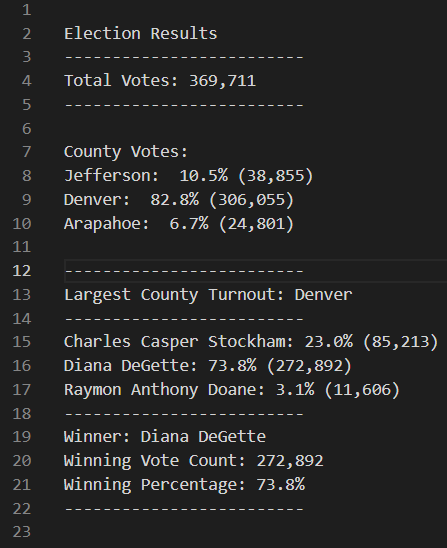 1
2 Election Results
3 -------------------------
4 Total Votes: 369,711
5 -------------------------
6
7 County Votes:
8 Jefferson:  10.5% (38,855)
9 Denver:  82.8% (306,055)
10 Arapahoe:  6.7% (24,801)
11
12 -------------------------
13 Largest County Turnout: Denver
14 -------------------------
15 Charles Casper Stockham: 23.0% (85,213)
16 Diana DeGette: 73.8% (272,892)
17 Raymon Anthony Doane: 3.1% (11,606)
18 -------------------------
19 Winner: Diana DeGette
20 Winning Vote Count: 272,892
21 Winning Percentage: 73.8%
22 -------------------------
23